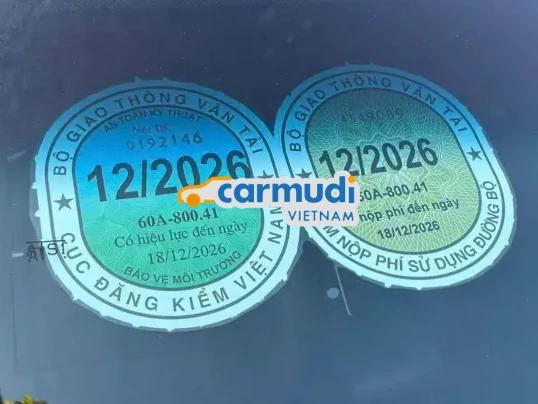 BỘ GIAO THÔNG VẬN TẢI
AN TOÀN KỸ THUẬT
0192146
12/2026
60A-800.41
Có hiệu lực đến ngày
18/12/2026
BẢO VỆ MÔI TRƯỜNG
CỤC ĐĂNG KIỂM VIỆT NAM
BỘ GIAO THÔNG VẬN TẢI
12/2026
60A-800.41
nộp phí đến ngày
18/12/2026
NỘP PHÍ SỬ DỤNG ĐƯỜNG BỘ
carmudi
VIETNAM